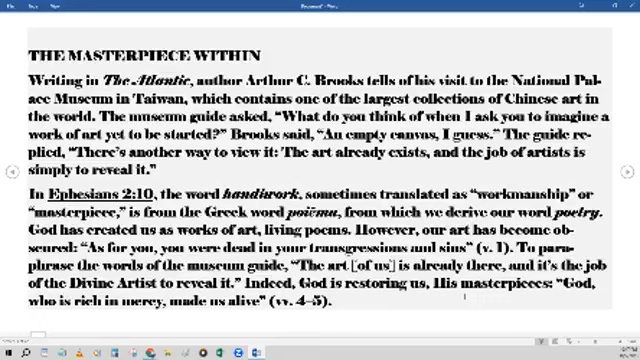 THE MASTERPIECE WITHIN
Writing in The Atlantic, author Arthur C. Brooks tells of his visit to the National Pal-
ace Museum in Taiwan, which contains one of the largest collections of Chinese art in
the world. The museum guide asked, “What do you think of when I ask you to imagine a
work of art yet to be started?” Brooks said, “An empty canvas, I guess.” The guide re-
plied, “There’s another way to view it: The art already exists, and the job of artists is
simply to reveal it.”
In Ephesians 2:10, the word handiwork, sometimes translated as “workmanship” or
“masterpiece,” is from the Greek word poiēma, from which we derive our word poetry.
God has created us as works of art, living poems. However, our art has become ob-
scured: “As for you, you were dead in your transgressions and sins” (v. 1). To para-
phrase the words of the museum guide, “The art [of us] is already there, and it’s the job
of the Divine Artist to reveal it.” Indeed, God is restoring us, His masterpieces: “God,
who is rich in mercy, made us alive” (vv. 4–5).